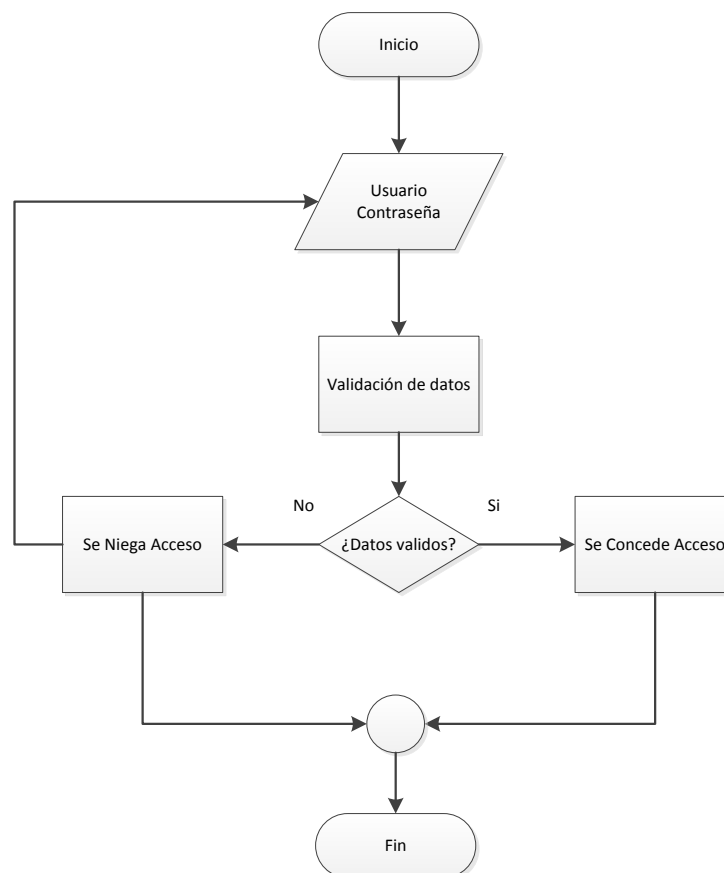 Inicio
Usuario
Contraseña
Validación de datos
No
Si
Se Niega Acceso
¿Datos validos?
Se Concede Acceso
Fin